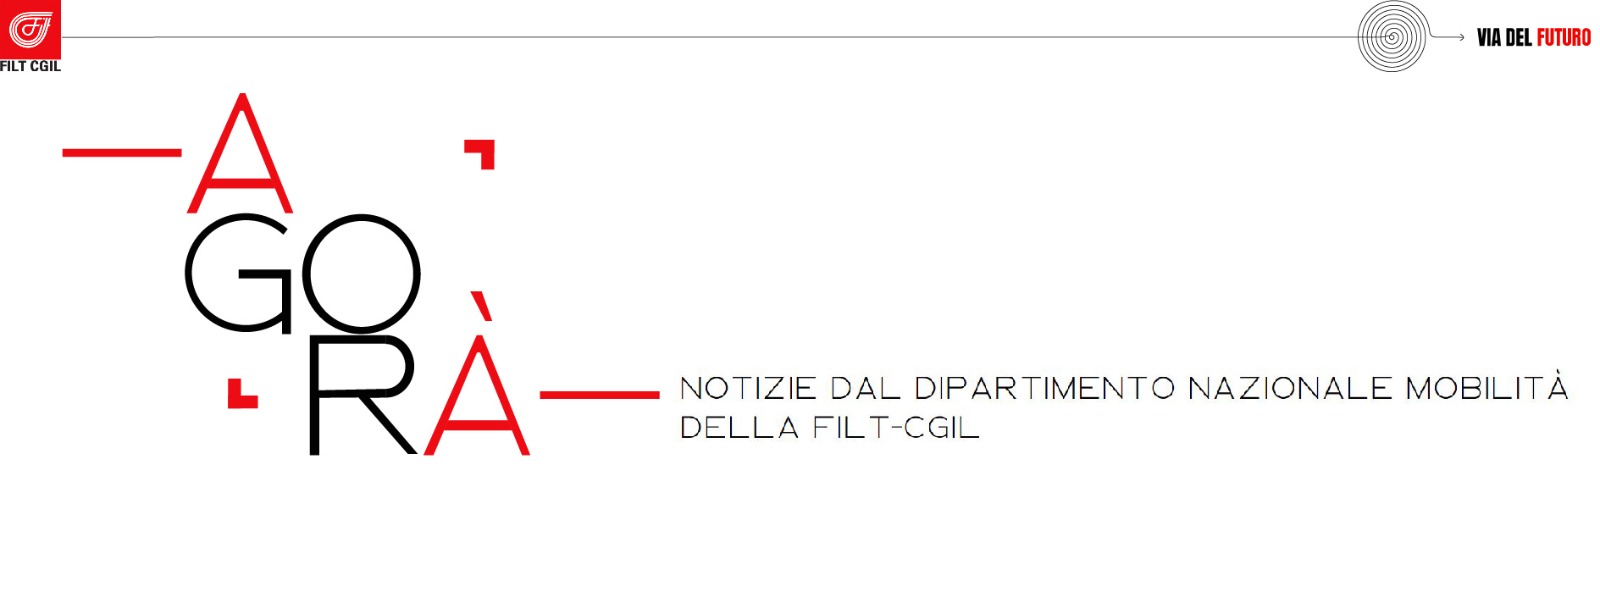 FILT CGIL
VIA DEL FUTURO
A
GO
RÀ
NOTIZIE DAL DIPARTIMENTO NAZIONALE MOBILITÀ
DELLA FILT-CGIL